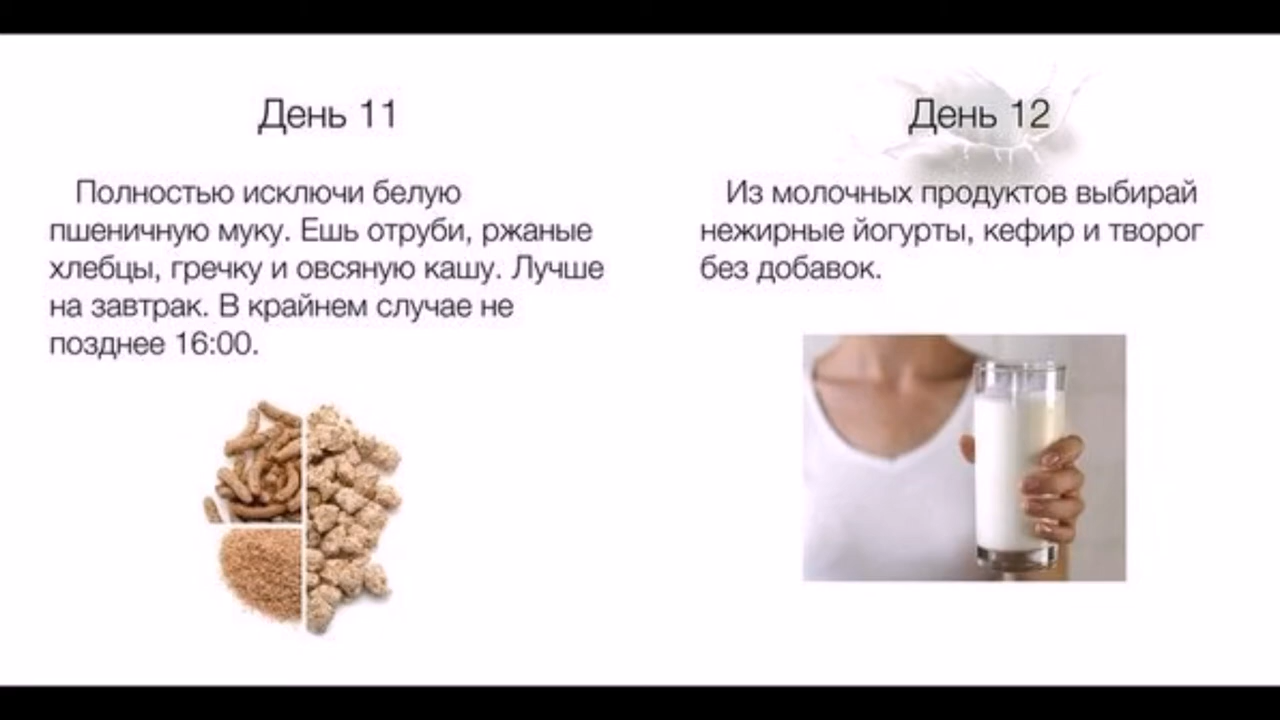 День 11
Полностью исключи белую
пшеничную муку. Ешь отруби, ржаные
хлебцы, гречку и овсяную кашу. Лучше
на завтрак. В крайнем случае не
позднее 16:00.
День 12
Из молочных продуктов выбирай
нежирные йогурты, кефир и творог
без добавок.